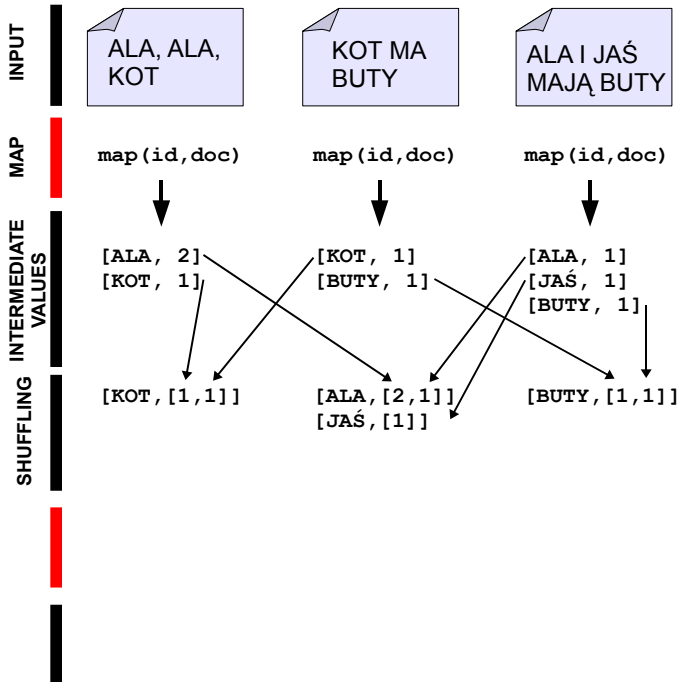 INPUT
ALA, ALA,
KOT
KOT MA
BUTY
ALA I JAŚ
MAJĄ BUTY
MAP
map(id,doc)
map(id,doc)
map(id,doc)
INTERMEDIATE
VALUES
[ALA, 2]
[KOT, 1]
[KOT, 1]
[BUTY, 1]
[ALA, 1]
[JAŚ, 1]
[BUTY, 1]
SHUFFLING
[KOT,[1,1]]
[ALA,[2,1]]
[JAŚ,[1]]
[BUTY,[1,1]]